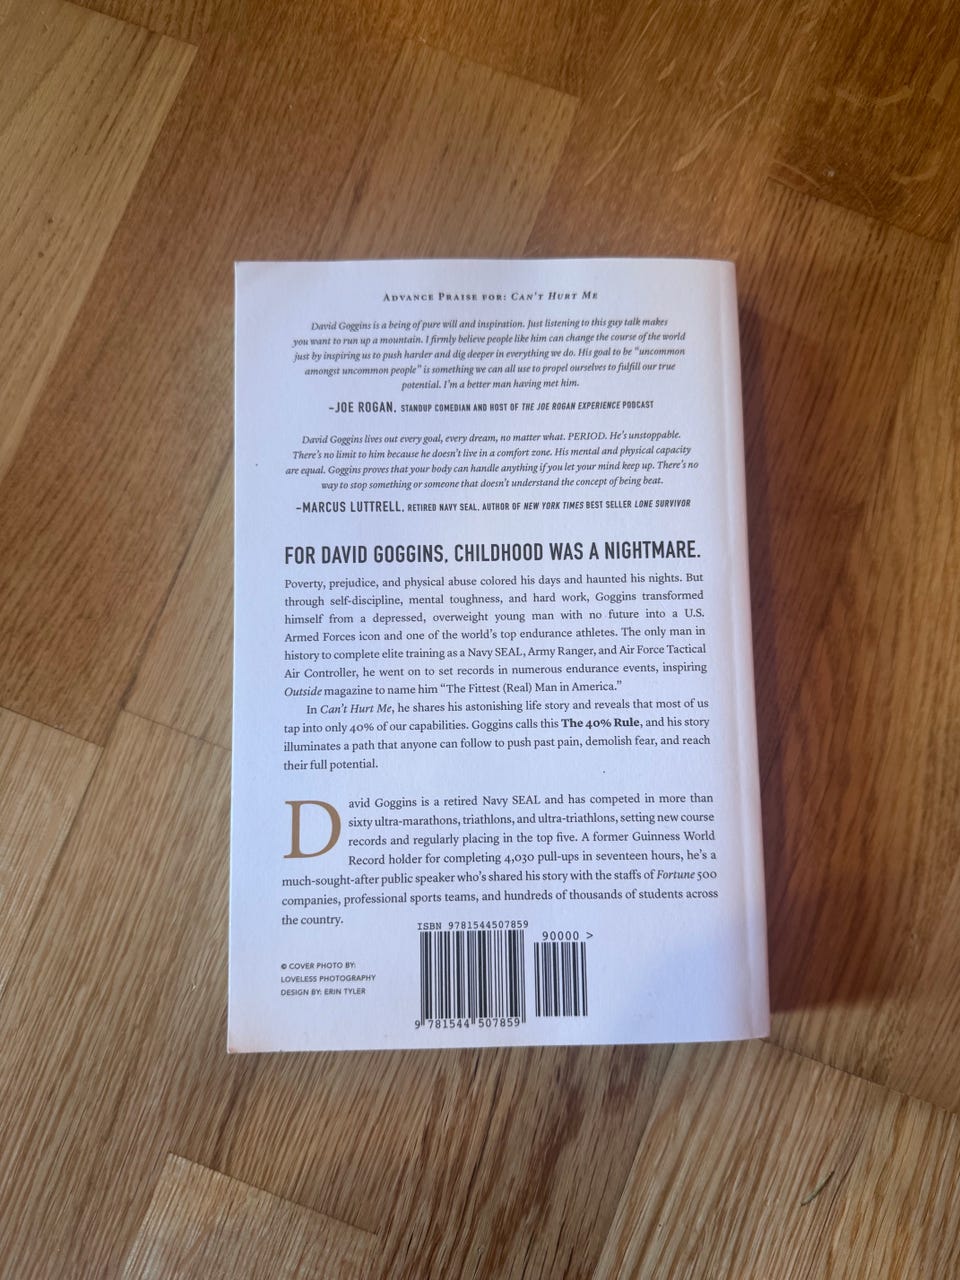 ADVANCE PRAISE FOR: CAN'T HURT ME
David Goggins is a being of pure will and inspiration. Just listening to this guy talk makes
you want to run up a mountain. I firmly believe people like him can change the course of the world
just by inspiring us to push harder and dig deeper in everything we do. His goal to be “uncommon
amongst uncommon people” is something we can all use to propel ourselves to fulfill our true
potential. I'm a better man having met him.
–JOE ROGAN, STANDUP COMEDIAN AND HOST OF THE JOE ROGAN EXPERIENCE PODCAST
David Goggins lives out every goal, every dream, no matter what. PERIOD. He's unstoppable.
There's no limit to him because he doesn't live in a comfort zone. His mental and physical capacity
are equal. Goggins proves that your body can handle anything if you let your mind keep up. There's no
way to stop something or someone that doesn't understand the concept of being beat.
–MARCUS LUTTRELL, RETIRED NAVY SEAL, AUTHOR OF NEW YORK TIMES BEST SELLER LONE SURVIVOR
FOR DAVID GOGGINS, CHILDHOOD WAS A NIGHTMARE.
Poverty, prejudice, and physical abuse colored his days and haunted his nights. But
through self-discipline, mental toughness, and hard work, Goggins transformed
himself from a depressed, overweight young man with no future into a U.S.
Armed Forces icon and one of the world's top endurance athletes. The only man in
history to complete elite training as a Navy SEAL, Army Ranger, and Air Force Tactical
Air Controller, he went on to set records in numerous endurance events, inspiring
Outside magazine to name him “The Fittest (Real) Man in America.”
In Can't Hurt Me, he shares his astonishing life story and reveals that most of us
tap into only 40% of our capabilities. Goggins calls this The 40% Rule, and his story
illuminates a path that anyone can follow to push past pain, demolish fear, and reach
their full potential.
David Goggins is a retired Navy SEAL and has competed in more than
sixty ultra-marathons, triathlons, and ultra-triathlons, setting new course
records and regularly placing in the top five. A former Guinness World
Record holder for completing 4,030 pull-ups in seventeen hours, he's a
much-sought-after public speaker who's shared his story with the staffs of Fortune 500
companies, professional sports teams, and hundreds of thousands of students across
the country.
ISBN 9781544507859
90000 >
© COVER PHOTO BY:
LOVELESS PHOTOGRAPHY
DESIGN BY: ERIN TYLER
9 781544 507859